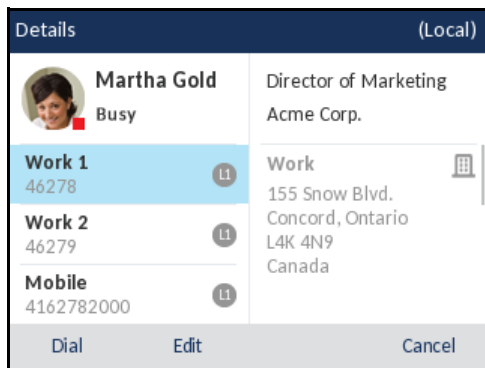 Details (Local)
Martha Gold
Busy
Work 1
46278
L1
Work 2
46279
L1
Mobile
4162782000
L1
Director of Marketing
Acme Corp.
Work
155 Snow Blvd.
Concord, Ontario
L4K 4N9
Canada
Dial Edit Cancel